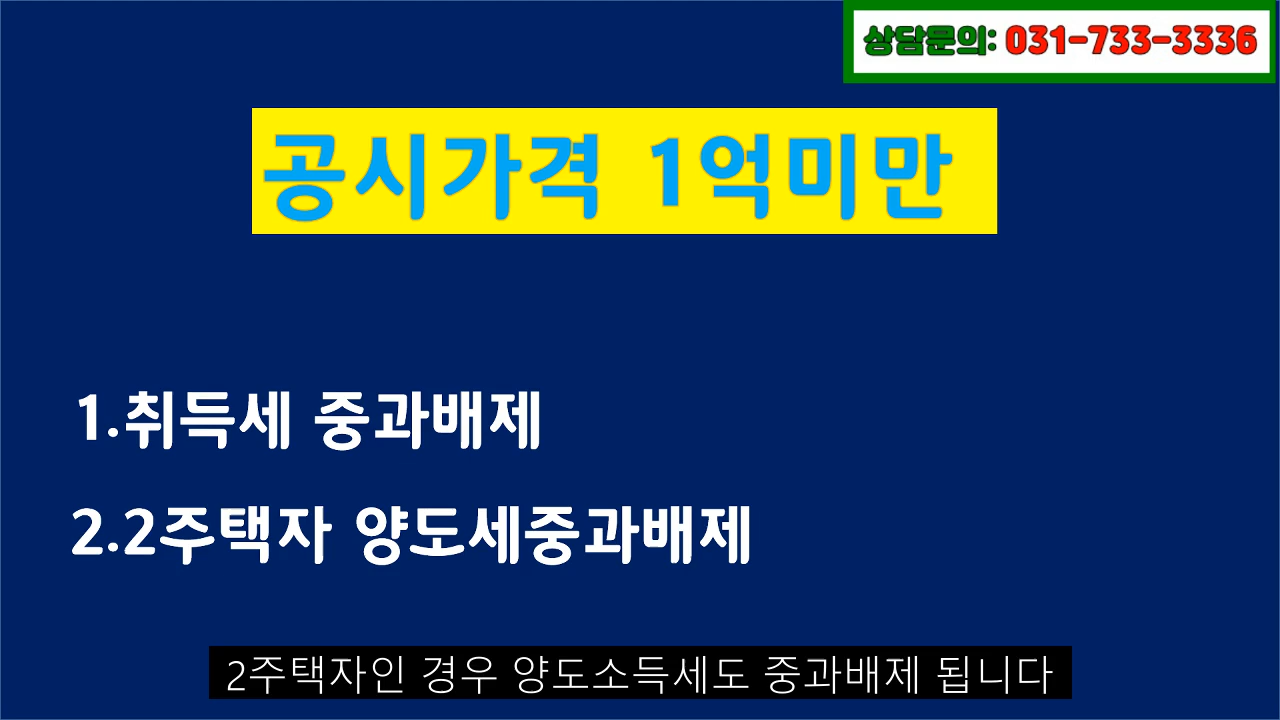 상담문의: 031-733-3336
공시가격 1억미만
1.취득세 중과배제
2.2주택자 양도세중과배제
2주택자인 경우 양도소득세도 중과배제 됩니다